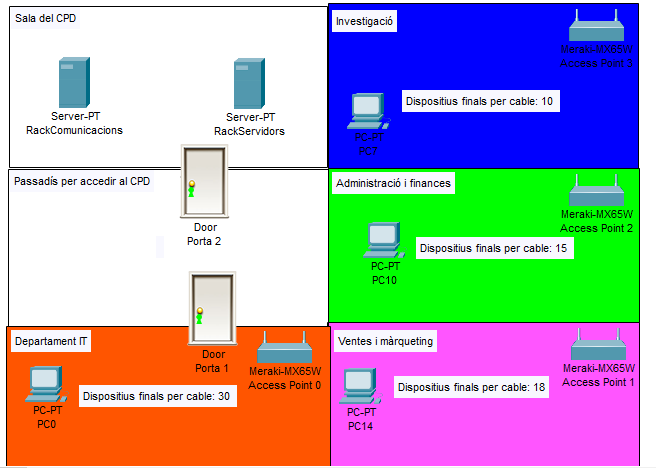 Sala del CPD
Server-PT
RackComunicacions
Server-PT
RackServidors
Investigació
Meraki-MX65W
Access Point 3
Dispositius finals per cable: 10
PC-PT
PC7
Passadís per accedir al CPD
Door
Porta 2
Administració i finances
Meraki-MX65W
Access Point 2
Dispositius finals per cable: 15
PC-PT
PC10
Departament IT
Door
Porta 1
Meraki-MX65W
Access Point 0
Dispositius finals per cable: 30
PC-PT
PC0
Ventes i màrqueting
Meraki-MX65W
Access Point 1
Dispositius finals per cable: 18
PC-PT
PC14